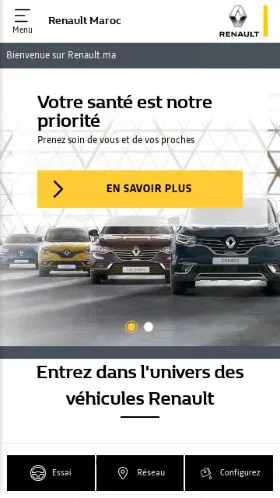 Menu
Renault Maroc
RENAULT
Bienvenue sur Renault.ma
Votre santé est notre
priorité
Prenez soin de vous et de vos proches
EN SAVOIR PLUS
Entrez dans l'univers des
véhicules Renault
Essai
Réseau
Configurez